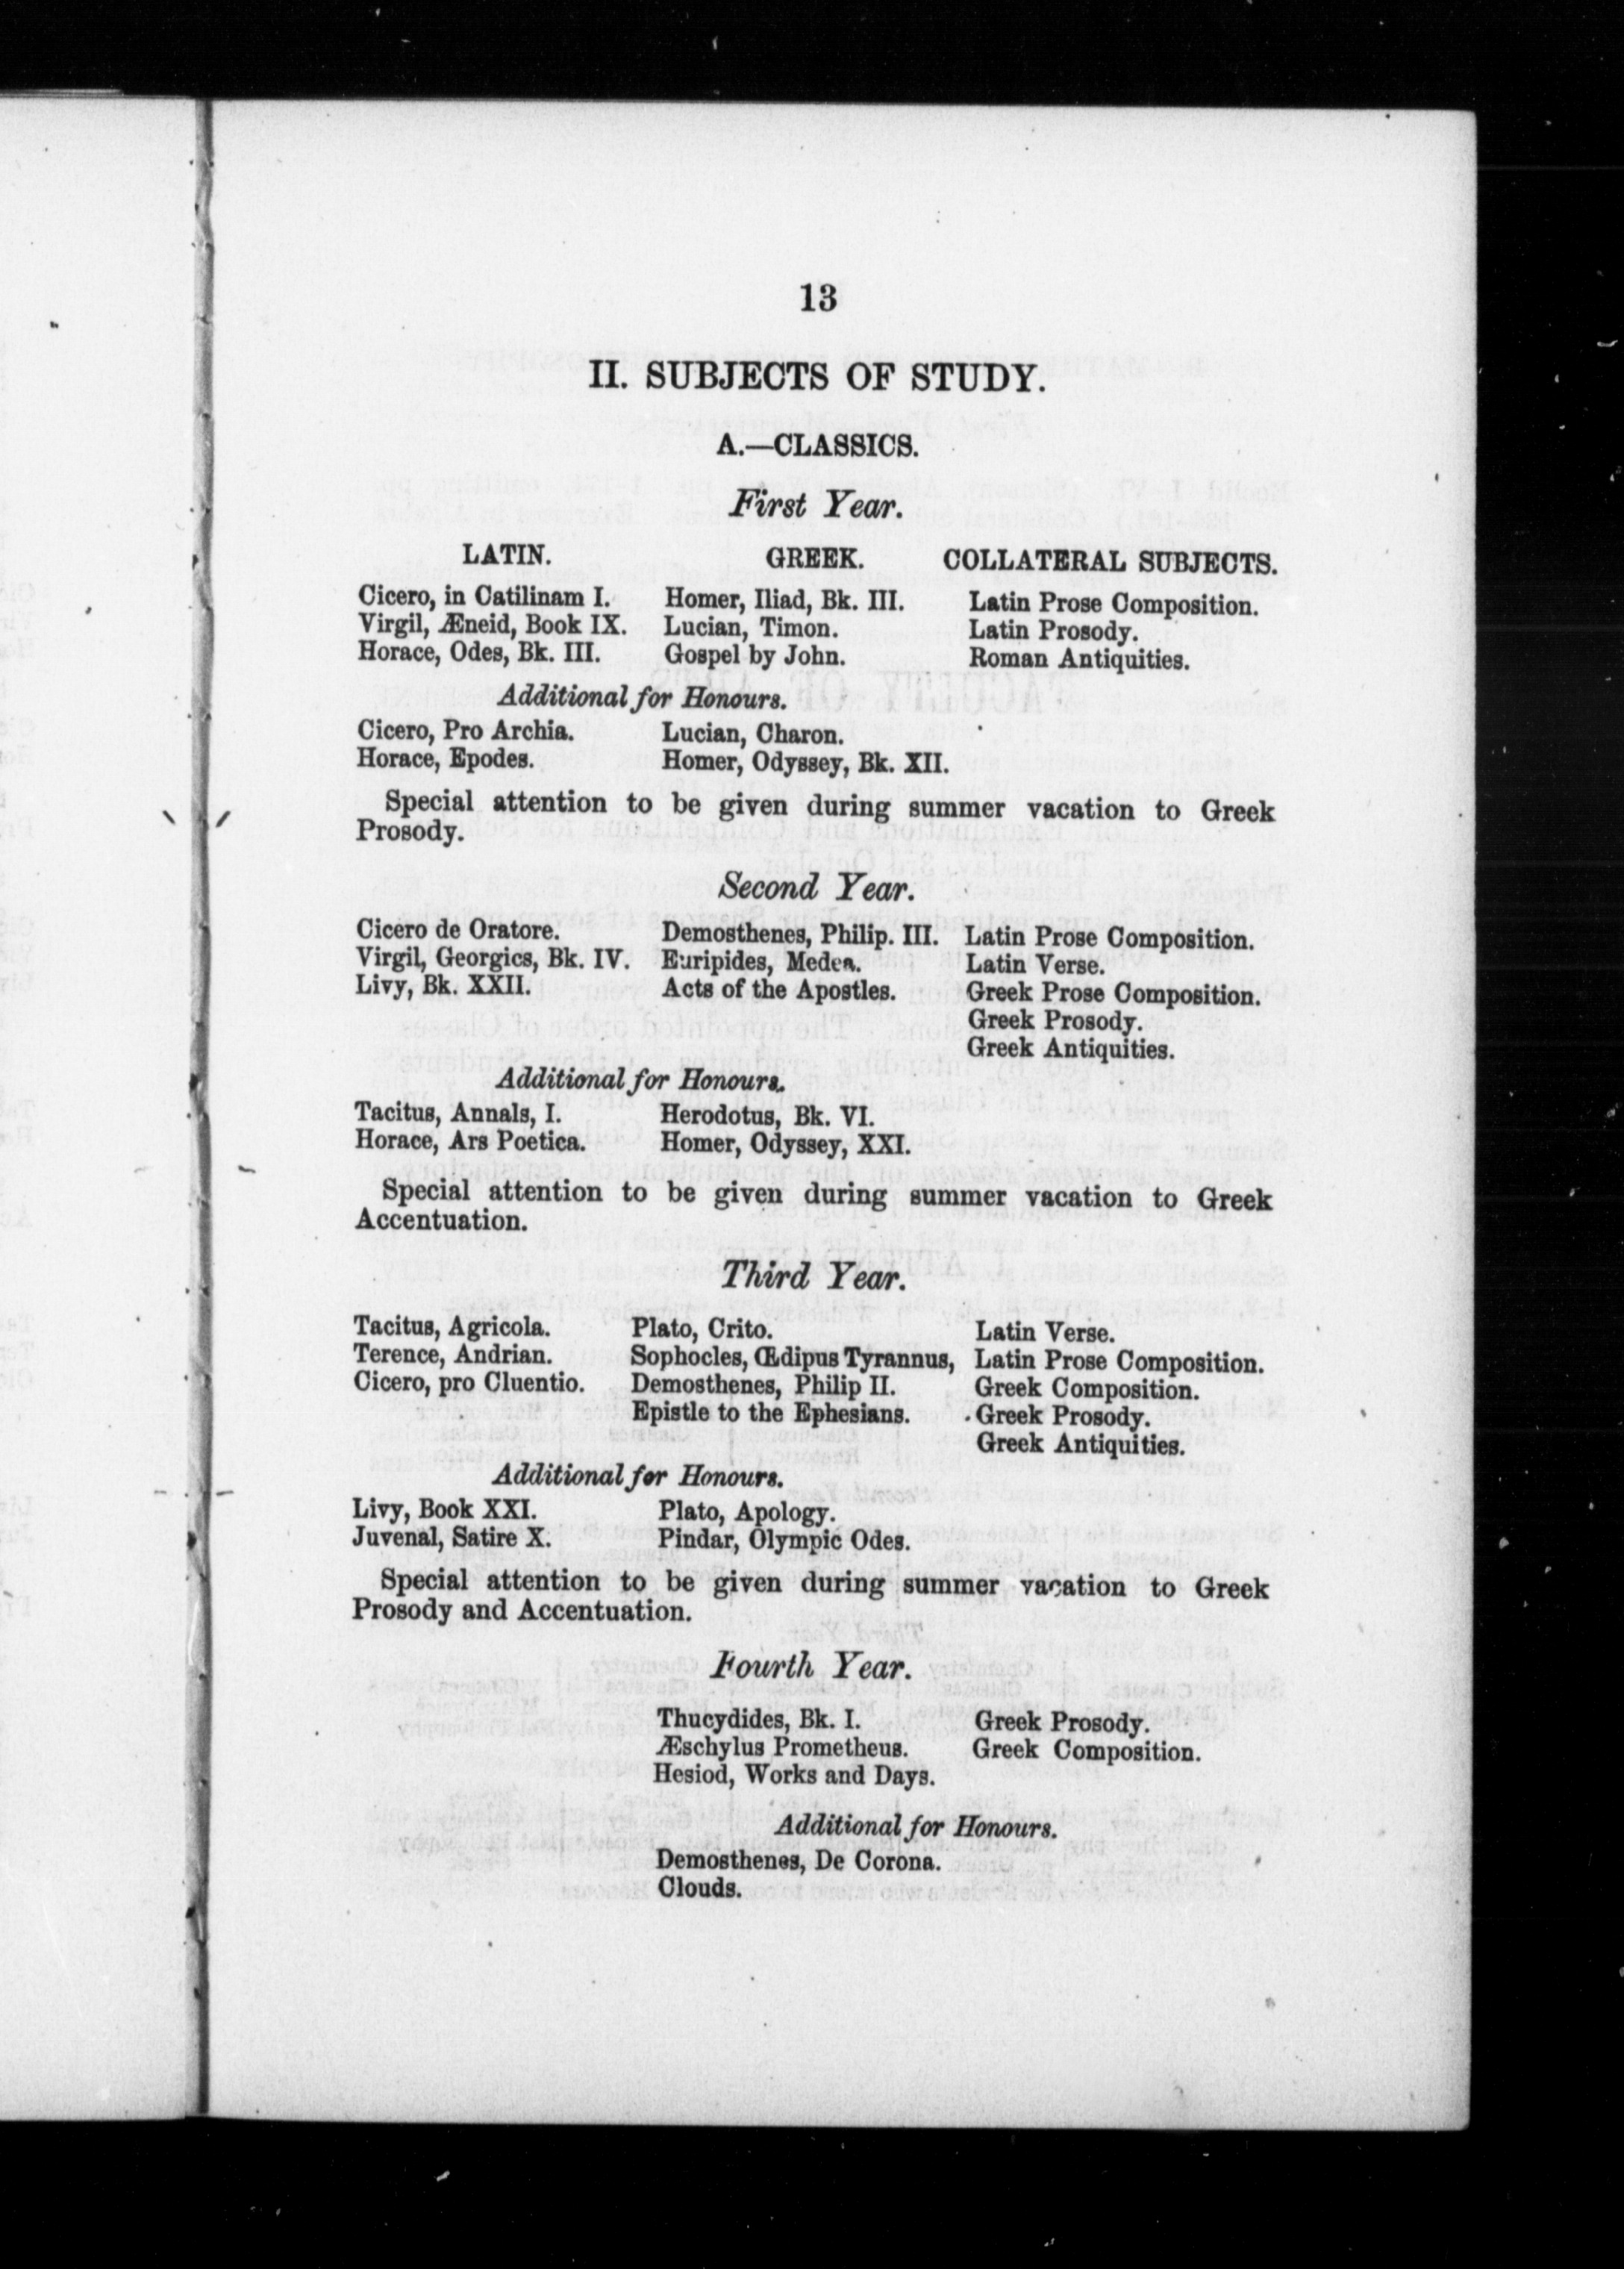 13
II. SUBJECTS OF STUDY.
A.—CLASSICS.
First Year.
LATIN. GREEK. COLLATERAL SUBJECTS.
Cicero, in Catilinam I. Homer, Iliad, Bk. III. Latin Prose Composition.
Virgil, Æneid, Book IX. Lucian, Timon. Latin Prosody.
Horace, Odes, Bk. III. Gospel by John. Roman Antiquities.
Additional for Honours.
Cicero, Pro Archia. Lucian, Charon.
Horace, Epodes. Homer, Odyssey, Bk. XII.
Special attention to be given during summer vacation to Greek
Prosody.
Second Year.
Cicero de Oratore. Demosthenes, Philip. III. Latin Prose Composition.
Virgil, Georgics, Bk. IV. Euripides, Medea. Latin Verse.
Livy, Bk. XXII. Acts of the Apostles. Greek Prose Composition.
Greek Prosody.
Greek Antiquities.
Additional for Honours.
Tacitus, Annals, I. Herodotus, Bk. VI.
Horace, Ars Poetica. Homer, Odyssey, XXI.
Special attention to be given during summer vacation to Greek
Accentuation.
Third Year.
Tacitus, Agricola. Plato, Crito. Latin Verse.
Terence, Andrian. Sophocles, Œdipus Tyrannus, Latin Prose Composition.
Cicero, pro Cluentio. Demosthenes, Philip II. Greek Composition.
Epistle to the Ephesians. Greek Prosody.
Greek Antiquities.
Additional for Honours.
Livy, Book XXI. Plato, Apology.
Juvenal, Satire X. Pindar, Olympic Odes.
Special attention to be given during summer vacation to Greek
Prosody and Accentuation.
Fourth Year.
Thucydides, Bk. I. Greek Prosody.
Æschylus Prometheus. Greek Composition.
Hesiod, Works and Days.
Additional for Honours.
Demosthenes, De Corona.
Clouds.